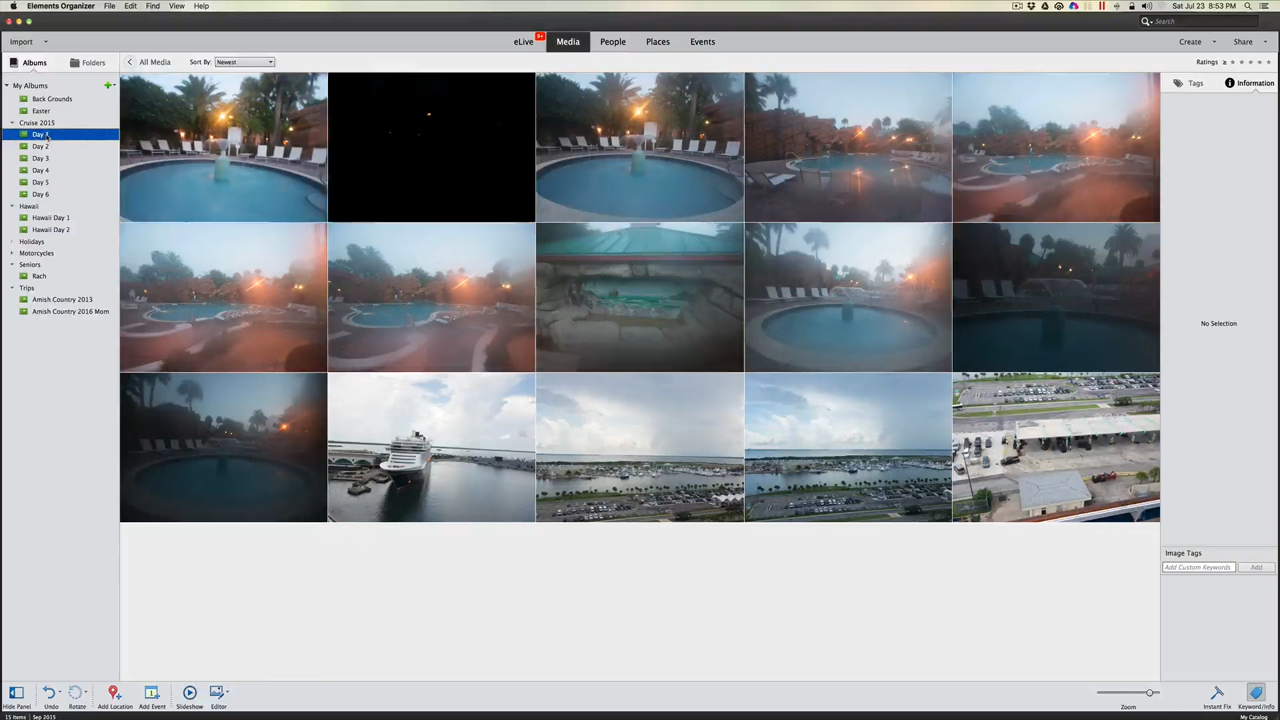 Elements Organizer File Edit Find View Help
Sat Jul 23 8:53 PM
Search
Import eLive 9+ Media People Places Events Create Share
Albums Folders All Media Sort By: Newest Ratings ≥
Tags Information
My Albums
Back Grounds
Easter
Cruise 2015
Day 1
Day 2
Day 3
Day 4
Day 5
Day 6
Hawaii
Hawaii Day 1
Hawaii Day 2
Holidays
Motorcycles
Seniors
Rach
Trips
Amish Country 2013
Amish Country 2016 Mom
No Selection
Image Tags
Add Custom Keywords Add
Hide Panel Undo Rotate Add Location Add Event Slideshow Editor Zoom Instant Fix Keyword/Info
15 Items Sep 2015 My Catalog